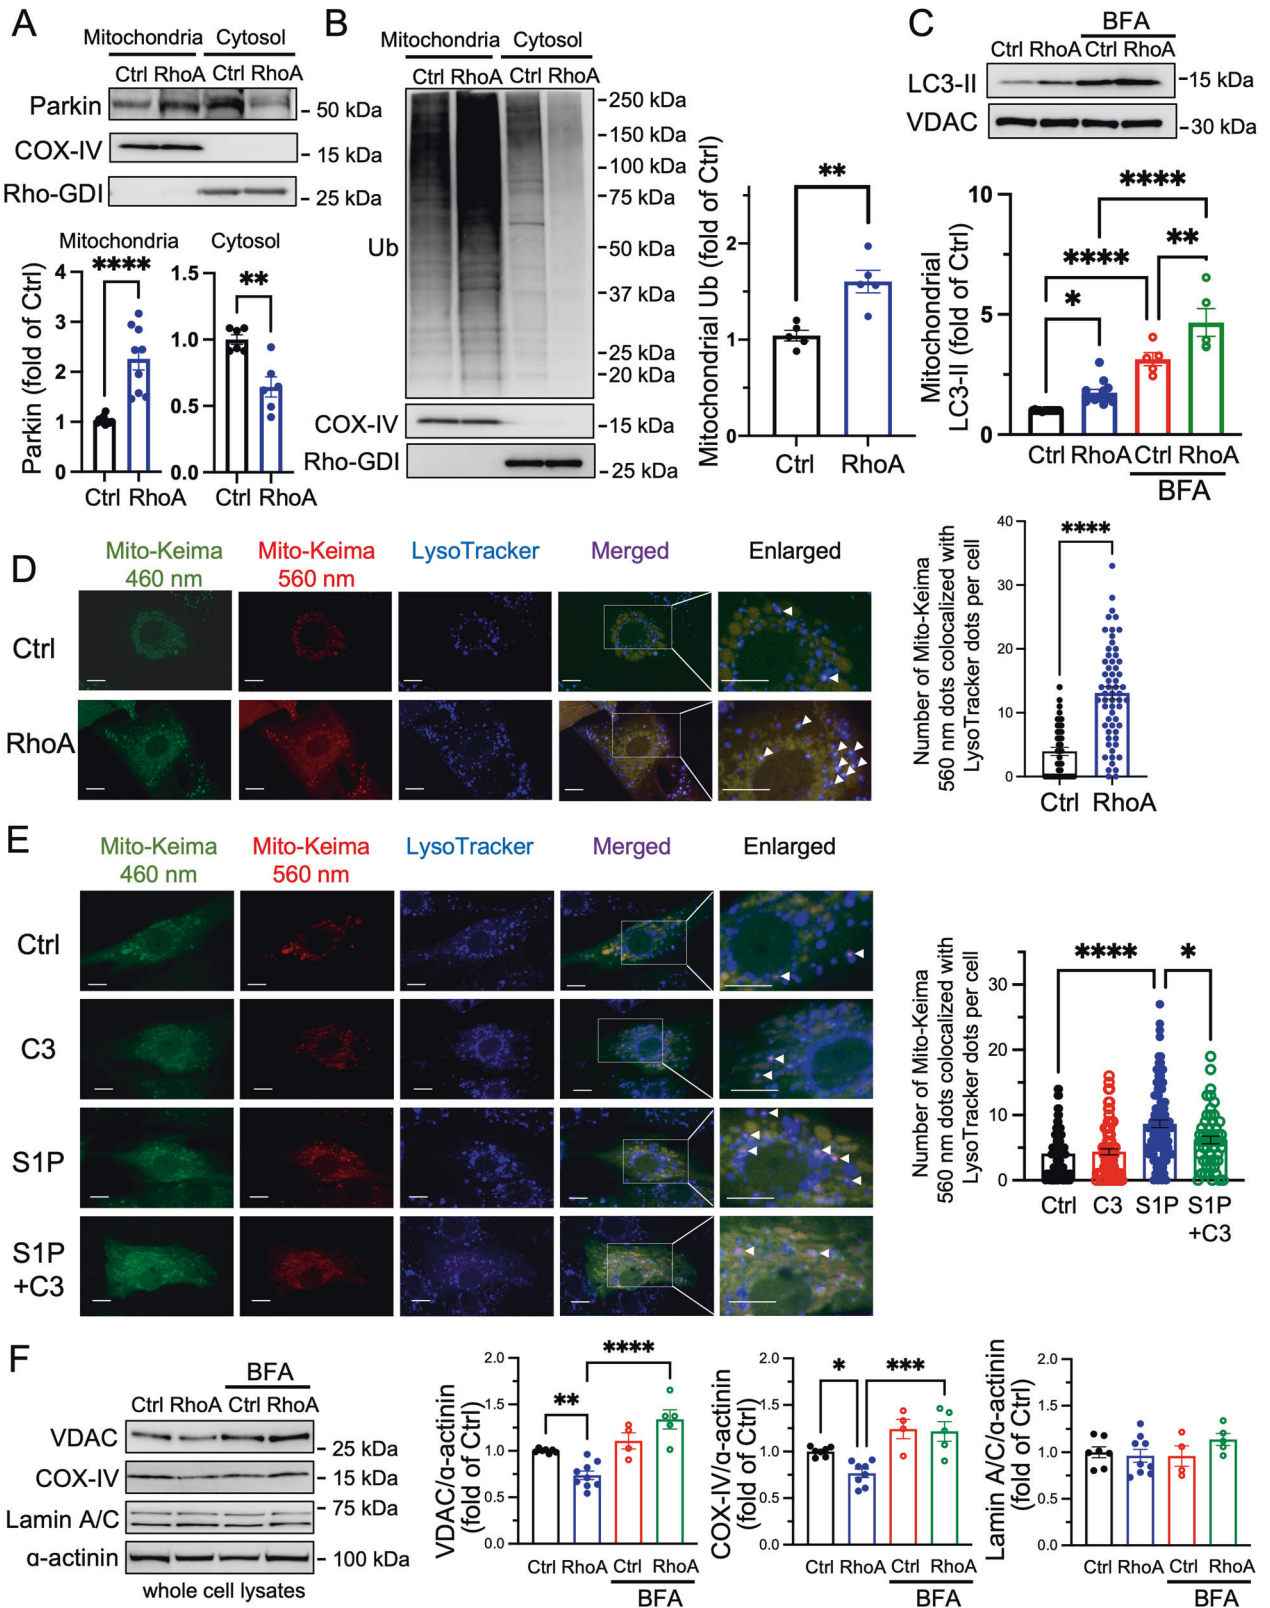 A
Mitochondria Cytosol
Ctrl RhoA Ctrl RhoA
Parkin
50 kDa
COX-IV
15 kDa
Rho-GDI
25 kDa
Mitochondria Cytosol
Parkin (fold of Ctrl)
****
4
3
2
1
0
Ctrl RhoA
**
1.5
1.0
0.5
0.0
Ctrl RhoA
B
Mitochondria Cytosol
Ctrl RhoA Ctrl RhoA
Ub
250 kDa
150 kDa
100 kDa
75 kDa
50 kDa
37 kDa
25 kDa
20 kDa
COX-IV
15 kDa
Rho-GDI
25 kDa
Mitochondrial Ub (fold of Ctrl)
**
2
1
0
Ctrl RhoA
C
BFA
Ctrl RhoA Ctrl RhoA
LC3-II
15 kDa
VDAC
30 kDa
Mitochondrial
LC3-II (fold of Ctrl)
****
****
**
*
10
5
0
Ctrl RhoA Ctrl RhoA
BFA
D
Mito-Keima
460 nm
Mito-Keima
560 nm
LysoTracker
Merged
Enlarged
Ctrl
RhoA
Number of Mito-Keima
560 nm dots colocalized with
LysoTracker dots per cell
****
40
30
20
10
0
Ctrl RhoA
E
Mito-Keima
460 nm
Mito-Keima
560 nm
LysoTracker
Merged
Enlarged
Ctrl
C3
S1P
S1P
+C3
Number of Mito-Keima
560 nm dots colocalized with
LysoTracker dots per cell
****
*
30
20
10
0
Ctrl C3 S1P S1P
+C3
F
BFA
Ctrl RhoA Ctrl RhoA
VDAC
25 kDa
COX-IV
15 kDa
Lamin A/C
75 kDa
α-actinin
100 kDa
whole cell lysates
VDAC/α-actinin
(fold of Ctrl)
****
**
2.0
1.5
1.0
0.5
0.0
Ctrl RhoA Ctrl RhoA
BFA
COX-IV/α-actinin
(fold of Ctrl)
*
***
2.0
1.5
1.0
0.5
0.0
Ctrl RhoA Ctrl RhoA
BFA
Lamin A/C/α-actinin
(fold of Ctrl)
2.0
1.5
1.0
0.5
0.0
Ctrl RhoA Ctrl RhoA
BFA